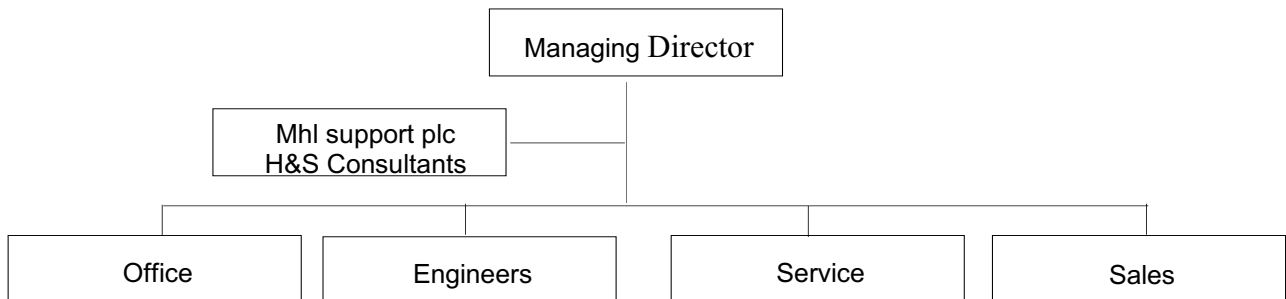 Managing Director
Mhl support plc
H&S Consultants
Office
Engineers
Service
Sales